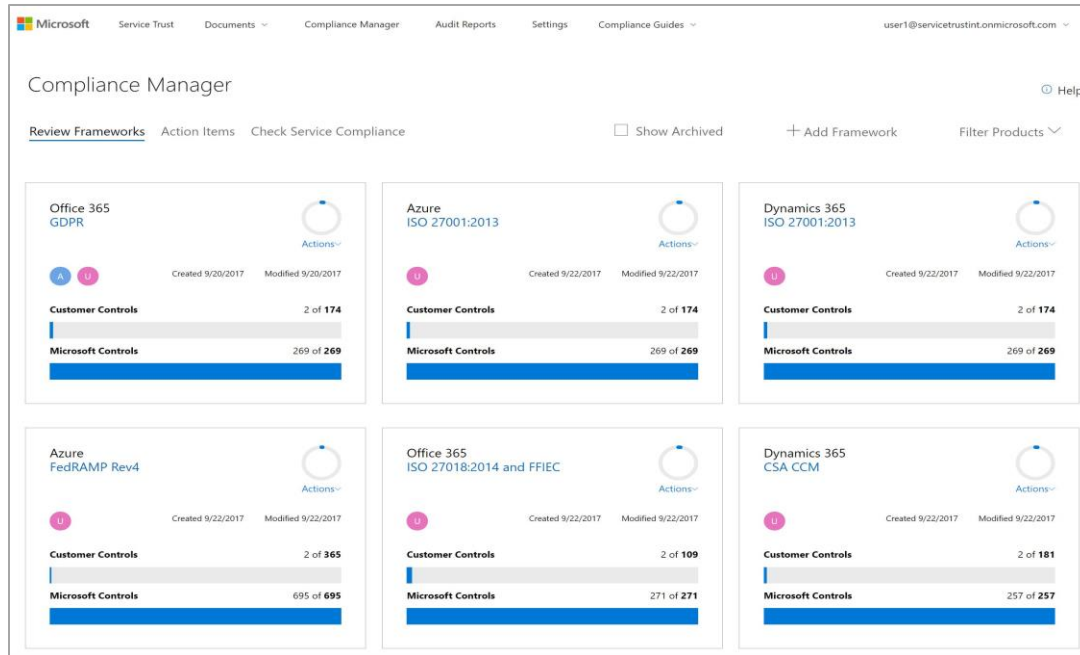 Microsoft Service Trust Documents Compliance Manager Audit Reports Settings Compliance Guides user1@servicetrustint.onmicrosoft.com
Compliance Manager
Help
Review Frameworks Action Items Check Service Compliance Show Archived + Add Framework Filter Products
Office 365
GDPR
Actions
A U Created 9/20/2017 Modified 9/20/2017
Customer Controls 2 of 174
Microsoft Controls 269 of 269
Azure
ISO 27001:2013
Actions
U Created 9/22/2017 Modified 9/22/2017
Customer Controls 2 of 174
Microsoft Controls 269 of 269
Dynamics 365
ISO 27001:2013
Actions
U Created 9/22/2017 Modified 9/22/2017
Customer Controls 2 of 174
Microsoft Controls 269 of 269
Azure
FedRAMP Rev4
Actions
U Created 9/22/2017 Modified 9/22/2017
Customer Controls 2 of 365
Microsoft Controls 695 of 695
Office 365
ISO 27018:2014 and FFIEC
Actions
U Created 9/22/2017 Modified 9/22/2017
Customer Controls 2 of 109
Microsoft Controls 271 of 271
Dynamics 365
CSA CCM
Actions
U Created 9/22/2017 Modified 9/22/2017
Customer Controls 2 of 181
Microsoft Controls 257 of 257